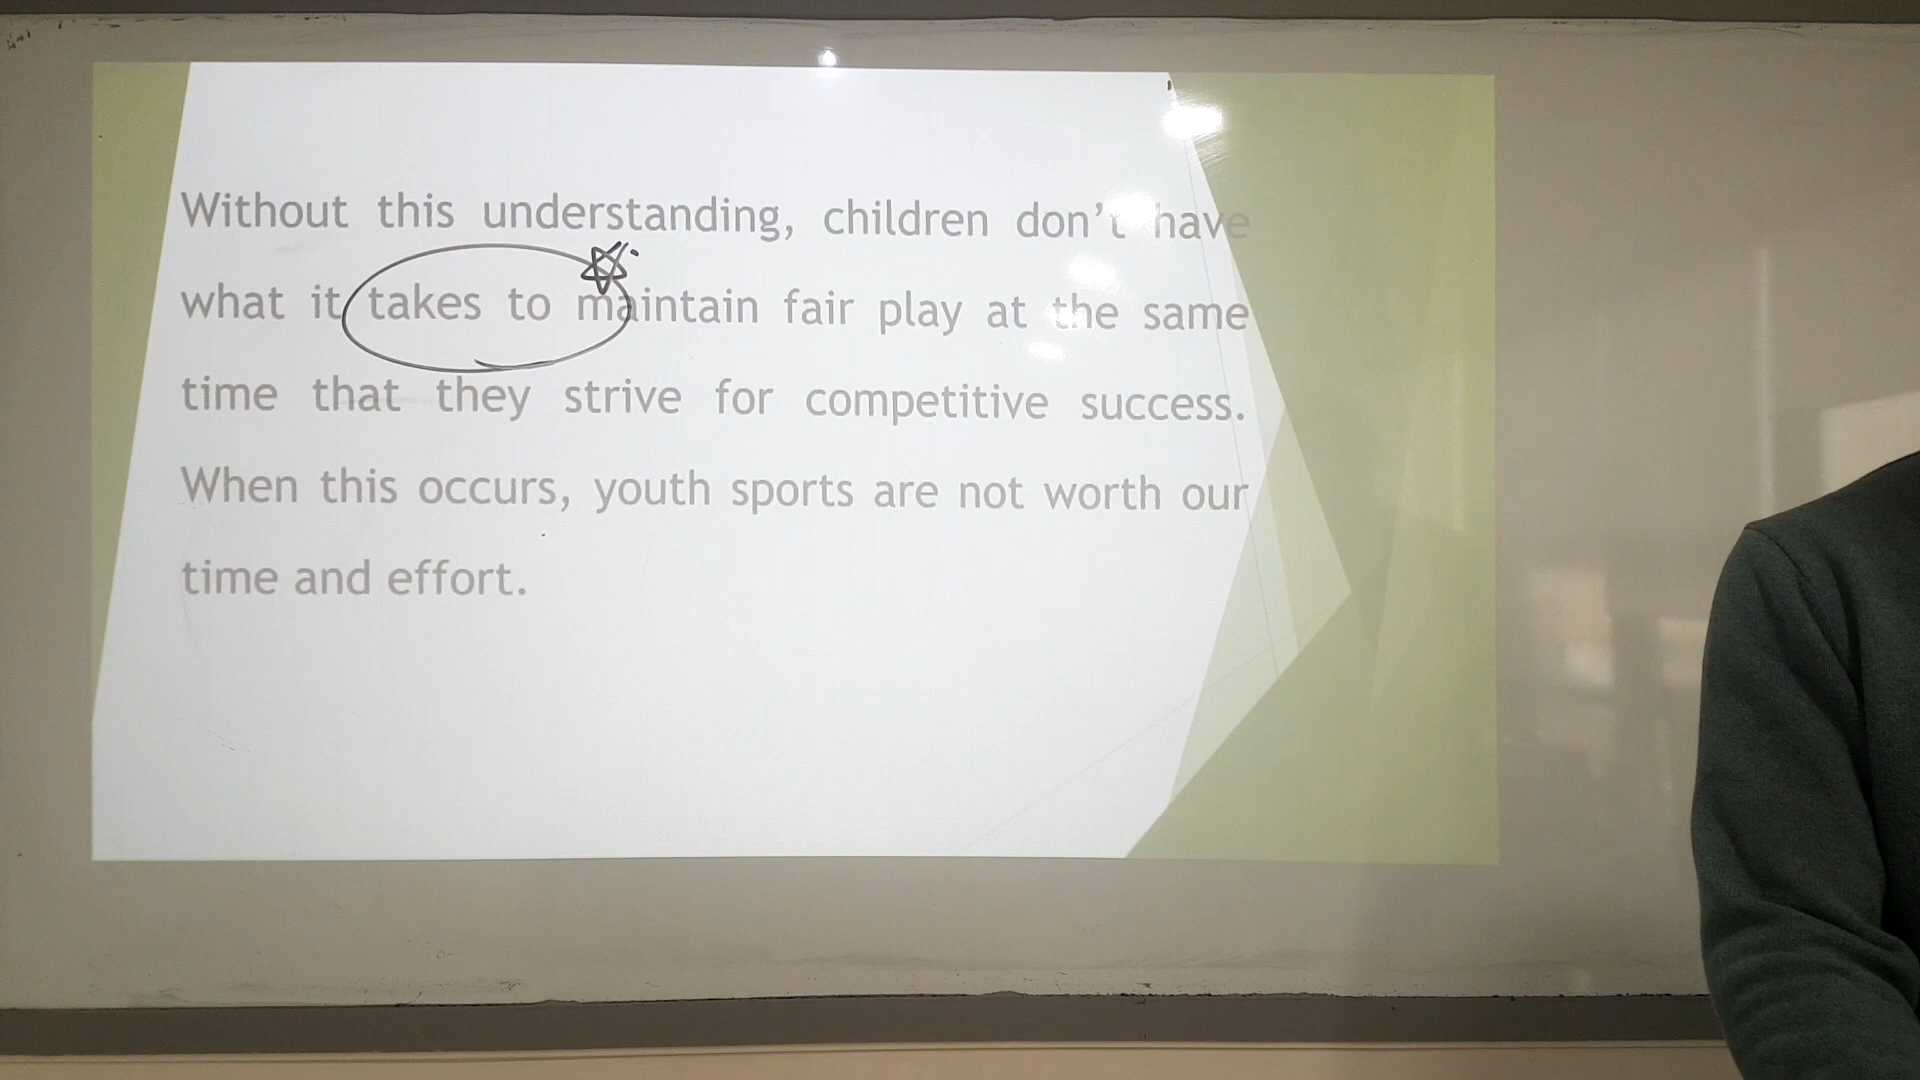 Without this understanding, children don't have
what it takes to maintain fair play at the same
time that they strive for competitive success.
When this occurs, youth sports are not worth our
time and effort.